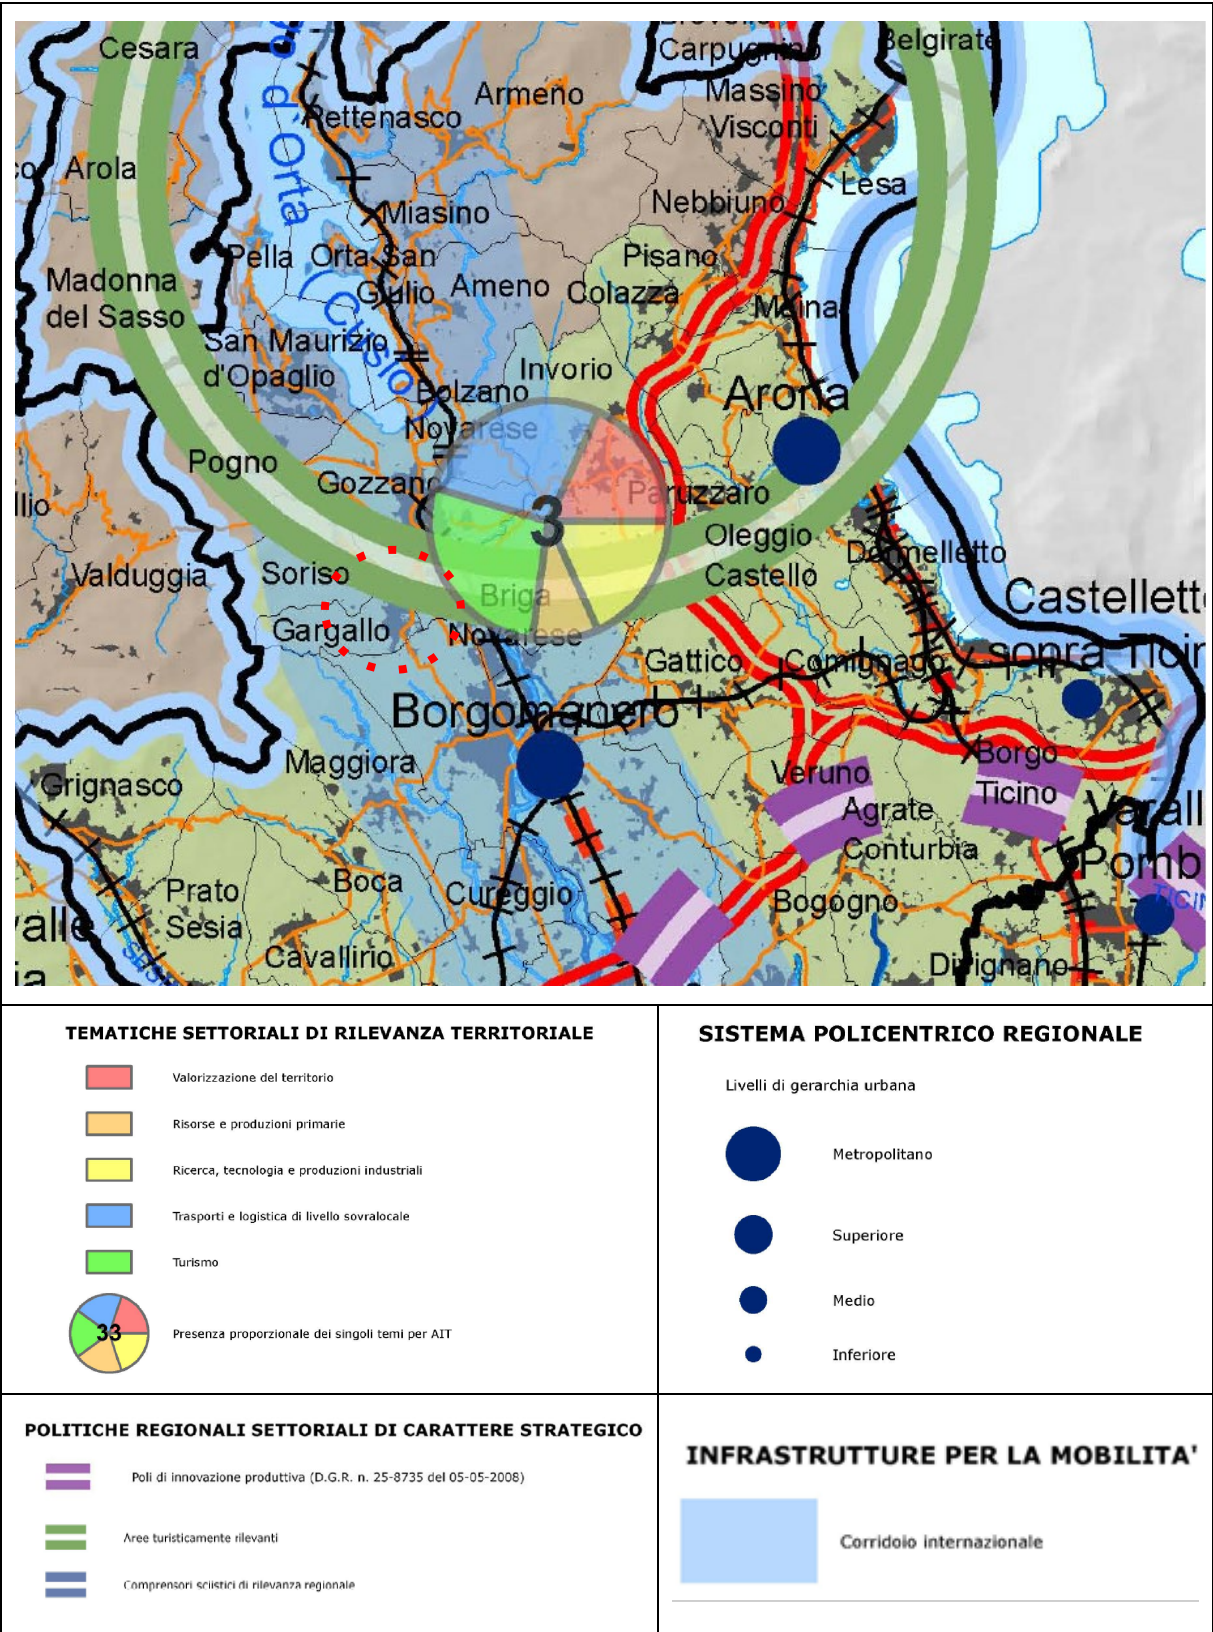 Cesara
Carpugnino
Belgirate
Armeno
Massino
Visconti
Pettenasco
d'Orta
Arola
Lesa
Miasino
Nebbiuno
Pella
Orta San
Giulio
Pisano
Madonna
del Sasso
Ameno
Colazza
Meina
(Cusio)
San Maurizio
d'Opaglio
Invorio
Bolzano
Novarese
Arona
Pogno
Gozzano
Paruzzaro
3
Oleggio
Castello
Dormelletto
Valduggia
Soriso
Briga
Novarese
Castelletto
sopra Ticin
Gargallo
Gattico
Comignago
Borgomanero
Maggiora
Veruno
Borgo
Ticino
Grignasco
Agrate
Conturbia
Varall
Pomb
Prato
Sesia
Boca
Cureggio
Bogogno
Cavallirio
Divignano
TEMATICHE SETTORIALI DI RILEVANZA TERRITORIALE
Valorizzazione del territorio
Risorse e produzioni primarie
Ricerca, tecnologia e produzioni industriali
Trasporti e logistica di livello sovralocale
Turismo
33
Presenza proporzionale dei singoli temi per AIT
SISTEMA POLICENTRICO REGIONALE
Livelli di gerarchia urbana
Metropolitano
Superiore
Medio
Inferiore
POLITICHE REGIONALI SETTORIALI DI CARATTERE STRATEGICO
Poli di innovazione produttiva (D.G.R. n. 25-8735 del 05-05-2008)
Aree turisticamente rilevanti
Comprensori sciistici di rilevanza regionale
INFRASTRUTTURE PER LA MOBILITA'
Corridoio internazionale